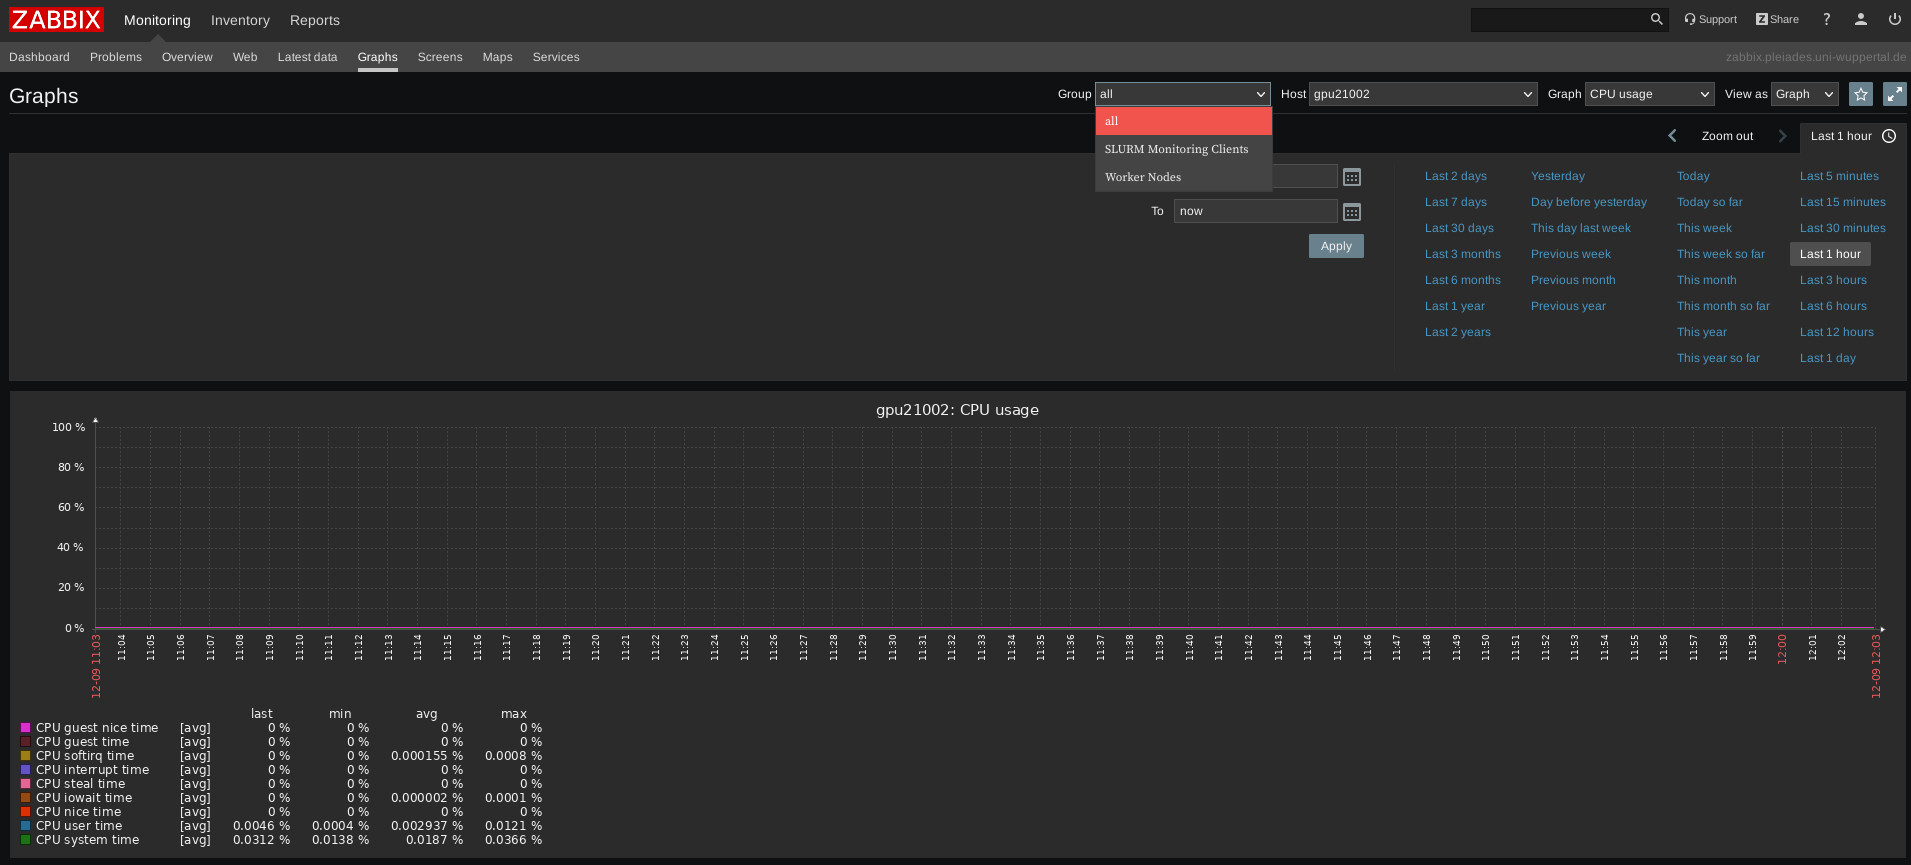 ZABBIX Monitoring Inventory Reports Support Z Share ?
Dashboard Problems Overview Web Latest data Graphs Screens Maps Services zabbix.pleiades.uni-wuppertal.de
Graphs Group all Host gpu21002 Graph CPU usage View as Graph
all
SLURM Monitoring Clients
Worker Nodes
Zoom out Last 1 hour
To now
Apply
Last 2 days Yesterday Today Last 5 minutes
Last 7 days Day before yesterday Today so far Last 15 minutes
Last 30 days This day last week This week Last 30 minutes
Last 3 months Previous week This week so far Last 1 hour
Last 6 months Previous month This month Last 3 hours
Last 1 year Previous year This month so far Last 6 hours
Last 2 years This year Last 12 hours
This year so far Last 1 day
gpu21002: CPU usage
100 %
80 %
60 %
40 %
20 %
0 %
12-09 11:03 11:04 11:05 11:06 11:07 11:08 11:09 11:10 11:11 11:12 11:13 11:14 11:15 11:16 11:17 11:18 11:19 11:20 11:21 11:22 11:23 11:24 11:25 11:26 11:27 11:28 11:29 11:30 11:31 11:32 11:33 11:34 11:35 11:36 11:37 11:38 11:39 11:40 11:41 11:42 11:43 11:44 11:45 11:46 11:47 11:48 11:49 11:50 11:51 11:52 11:53 11:54 11:55 11:56 11:57 11:58 11:59 12:00 12:01 12:02 12-09 12:03
last min avg max
CPU guest nice time [avg] 0 % 0 % 0 % 0 %
CPU guest time [avg] 0 % 0 % 0 % 0 %
CPU softirq time [avg] 0 % 0 % 0.000155 % 0.0008 %
CPU interrupt time [avg] 0 % 0 % 0 % 0 %
CPU steal time [avg] 0 % 0 % 0 % 0 %
CPU iowait time [avg] 0 % 0 % 0.000002 % 0.0001 %
CPU nice time [avg] 0 % 0 % 0 % 0 %
CPU user time [avg] 0.0046 % 0.0004 % 0.002937 % 0.0121 %
CPU system time [avg] 0.0312 % 0.0138 % 0.0187 % 0.0366 %